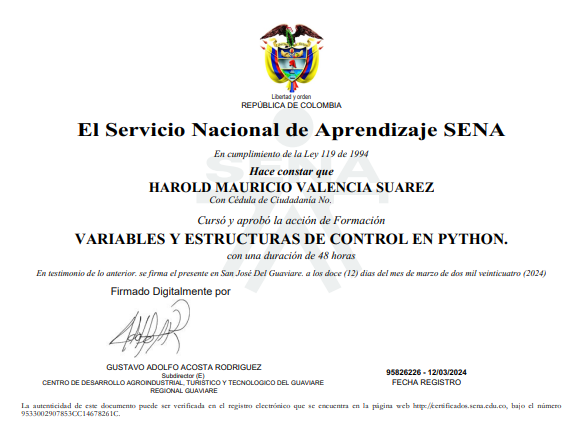 Libertad y orden
REPÚBLICA DE COLOMBIA
El Servicio Nacional de Aprendizaje SENA
En cumplimiento de la Ley 119 de 1994
SENA
Hace constar que
HAROLD MAURICIO VALENCIA SUAREZ
Con Cédula de Ciudadanía No.
Cursó y aprobó la acción de Formación
VARIABLES Y ESTRUCTURAS DE CONTROL EN PYTHON.
con una duración de 48 horas
En testimonio de lo anterior. se firma el presente en San José Del Guaviare. a los doce (12) días del mes de marzo de dos mil veinticuatro (2024)
Firmado Digitalmente por
GUSTAVO ADOLFO ACOSTA RODRIGUEZ
Subdirector (E)
CENTRO DE DESARROLLO AGROINDUSTRIAL, TURISTICO Y TECNOLOGICO DEL GUAVIARE
REGIONAL GUAVIARE
95826226 - 12/03/2024
FECHA REGISTRO
La autenticidad de este documento puede ser verificada en el registro electrónico que se encuentra en la página web http://certificados.sena.edu.co, bajo el número
9533002907853CC14678261C.